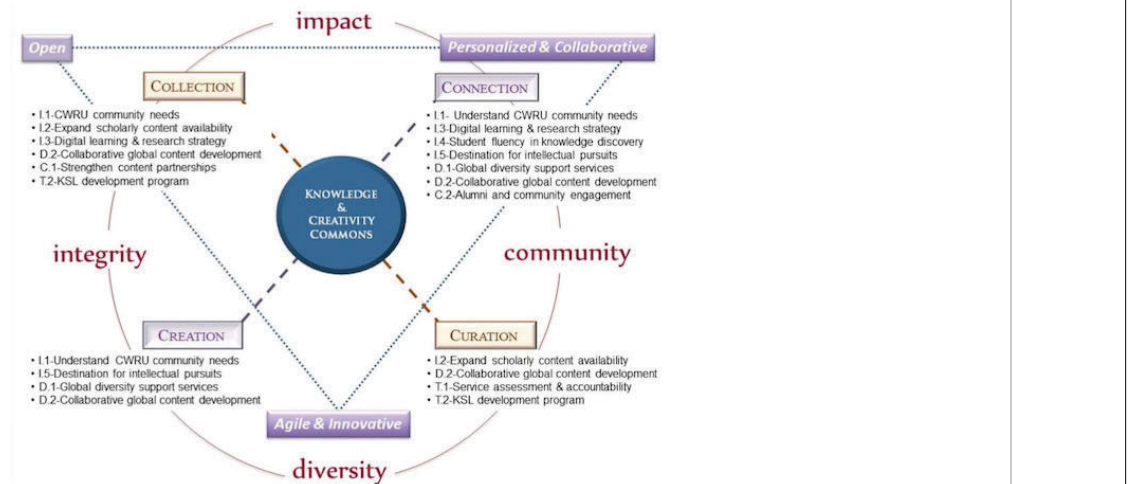 impact
Open
Personalized & Collaborative
COLLECTION
• I.1-CWRU community needs
• I.2-Expand scholarly content availability
• I.3-Digital learning & research strategy
• D.2-Collaborative global content development
• C.1-Strengthen content partnerships
• T.2-KSL development program
CONNECTION
• I.1- Understand CWRU community needs
• I.3-Digital learning & research strategy
• I.4-Student fluency in knowledge discovery
• I.5-Destination for intellectual pursuits
• D.1-Global diversity support services
• D.2-Collaborative global content development
• C.2-Alumni and community engagement
KNOWLEDGE
&
CREATIVITY
COMMONS
integrity
community
CREATION
• I.1-Understand CWRU community needs
• I.5-Destination for intellectual pursuits
• D.1-Global diversity support services
• D.2-Collaborative global content development
CURATION
• I.2-Expand scholarly content availability
• D.2-Collaborative global content development
• T.1-Service assessment & accountability
• T.2-KSL development program
Agile & Innovative
diversity